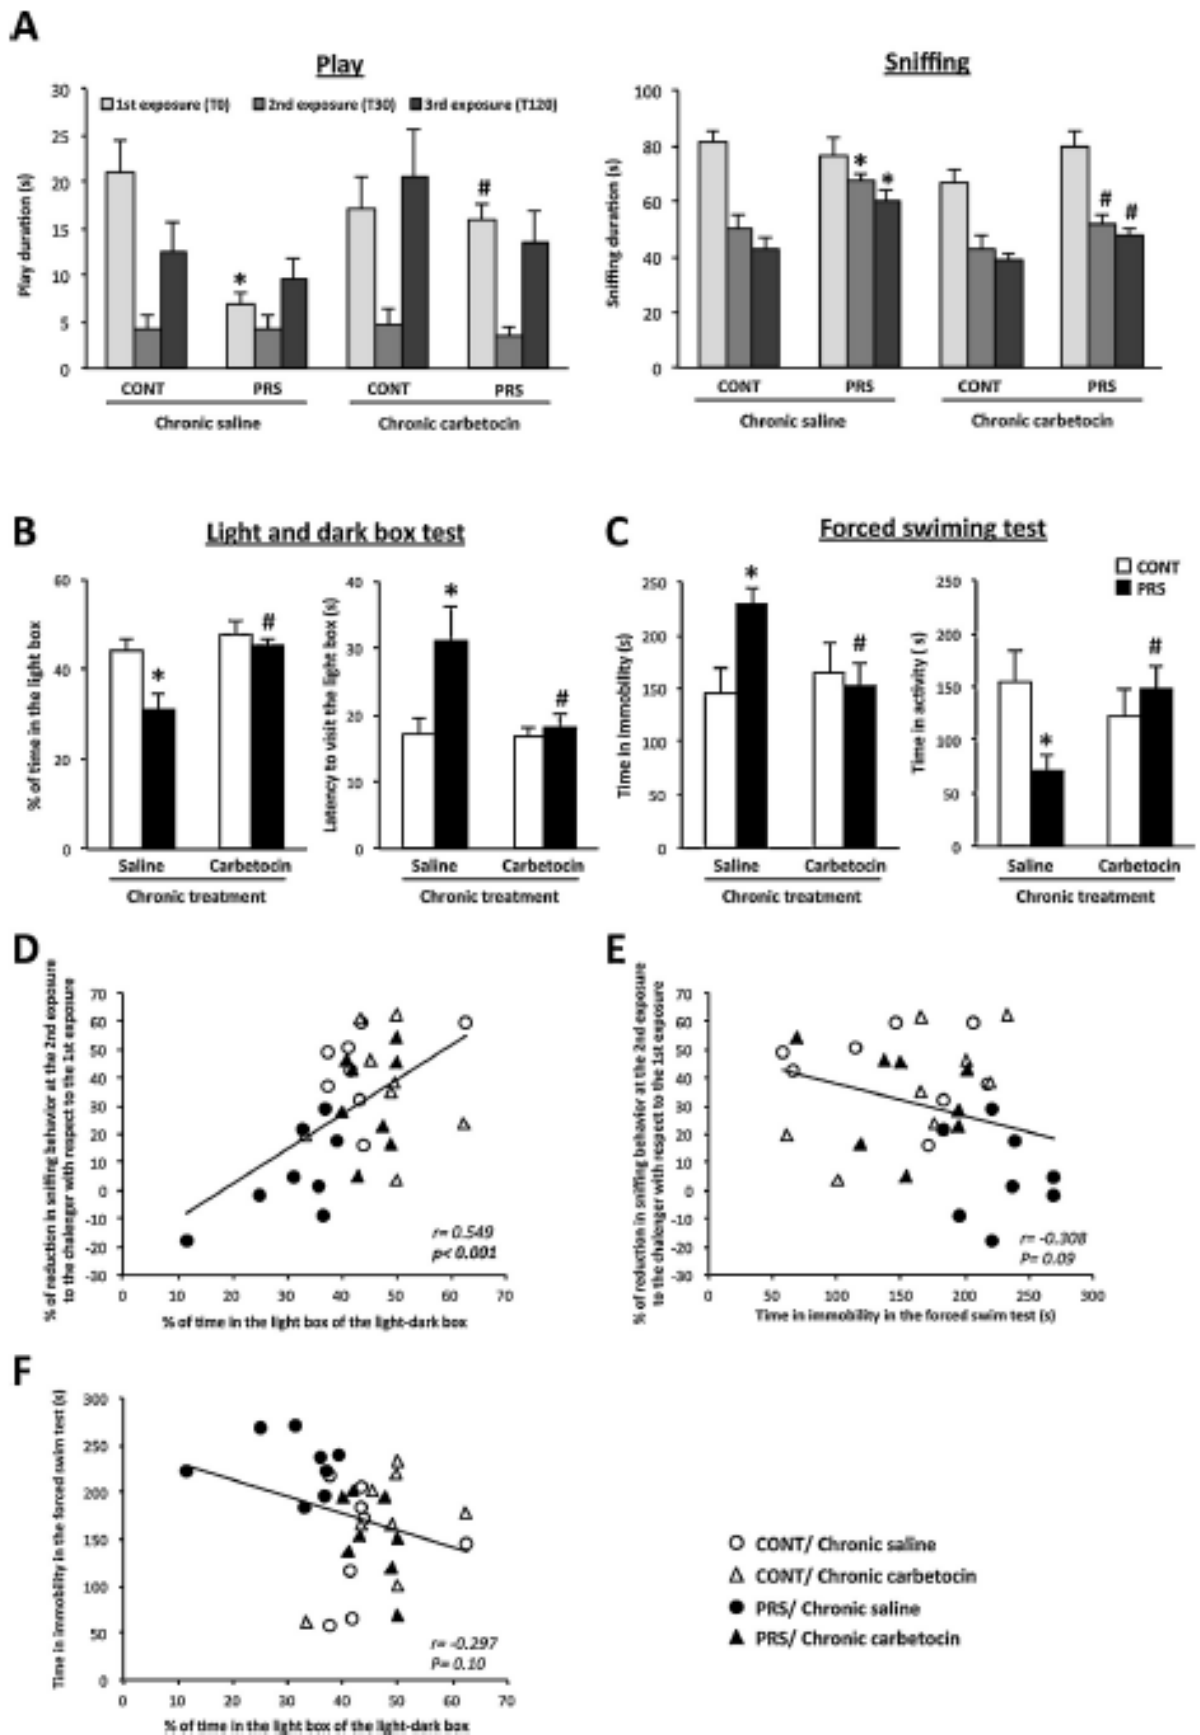 A
Play
Sniffing
1st exposure (T0) 2nd exposure (T30) 3rd exposure (T120)
Play duration (s)
30
25
20
15
10
5
0
*
#
CONT PRS CONT PRS
Chronic saline Chronic carbetocin
Sniffing duration (s)
100
80
60
40
20
0
* * # #
CONT PRS CONT PRS
Chronic saline Chronic carbetocin
B
Light and dark box test
% of time in the light box
60
40
20
0
*
#
Saline Carbetocin
Chronic treatment
Latency to visit the light box (s)
40
30
20
10
0
*
#
Saline Carbetocin
Chronic treatment
C
Forced swiming test
CONT
PRS
Time in immobility (s)
250
200
150
100
50
0
*
#
Saline Carbetocin
Chronic treatment
Time in activity ( s)
250
200
150
100
50
0
*
#
Saline Carbetocin
Chronic treatment
D
% of reduction in sniffing behavior at the 2nd exposure
to the chalenger with respect to the 1st exposure
70
60
50
40
30
20
10
0
-10
-20
-30
r= 0.549
p< 0.001
0 10 20 30 40 50 60 70
% of time in the light box of the light-dark box
E
% of reduction in sniffing behavior at the 2nd exposure
to the chalenger with respect to the 1st exposure
70
60
50
40
30
20
10
0
-10
-20
-30
r= -0.308
P= 0.09
0 50 100 150 200 250 300
Time in immobility in the forced swim test (s)
F
Time in immobility in the forced swim test (s)
300
250
200
150
100
50
0
r= -0.297
P= 0.10
0 10 20 30 40 50 60 70
% of time in the light box of the light-dark box
CONT/ Chronic saline
CONT/ Chronic carbetocin
PRS/ Chronic saline
PRS/ Chronic carbetocin